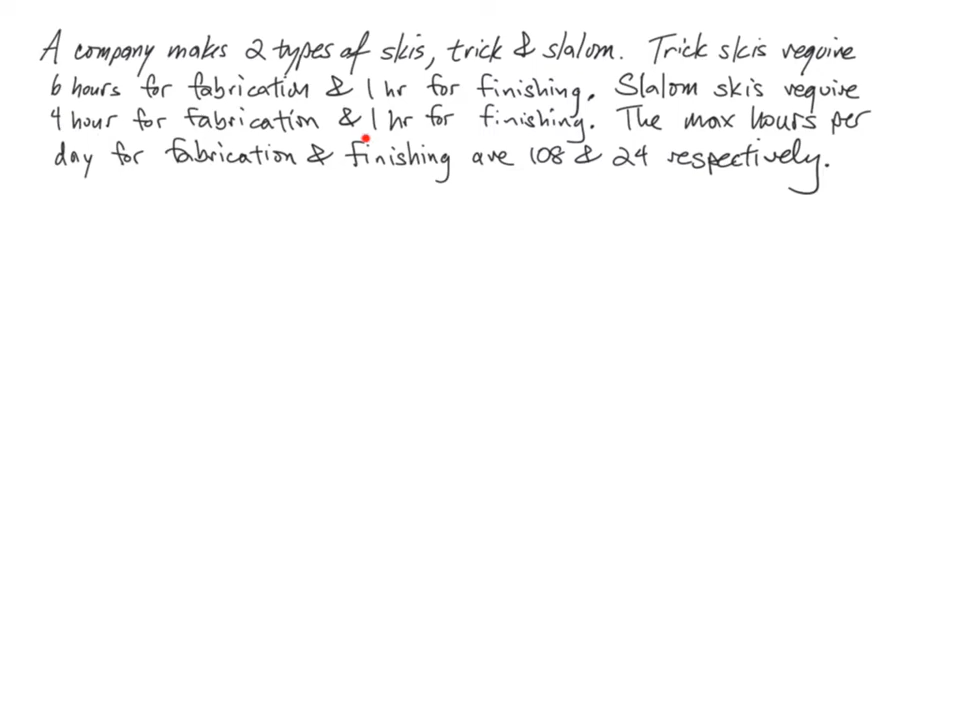 A company makes 2 types of skis, trick & slalom. Trick skis require
6 hours for fabrication & 1 hr for finishing. Slalom skis require
4 hour for fabrication & 1 hr for finishing. The max hours per
day for fabrication & finishing are 108 & 24 respectively.